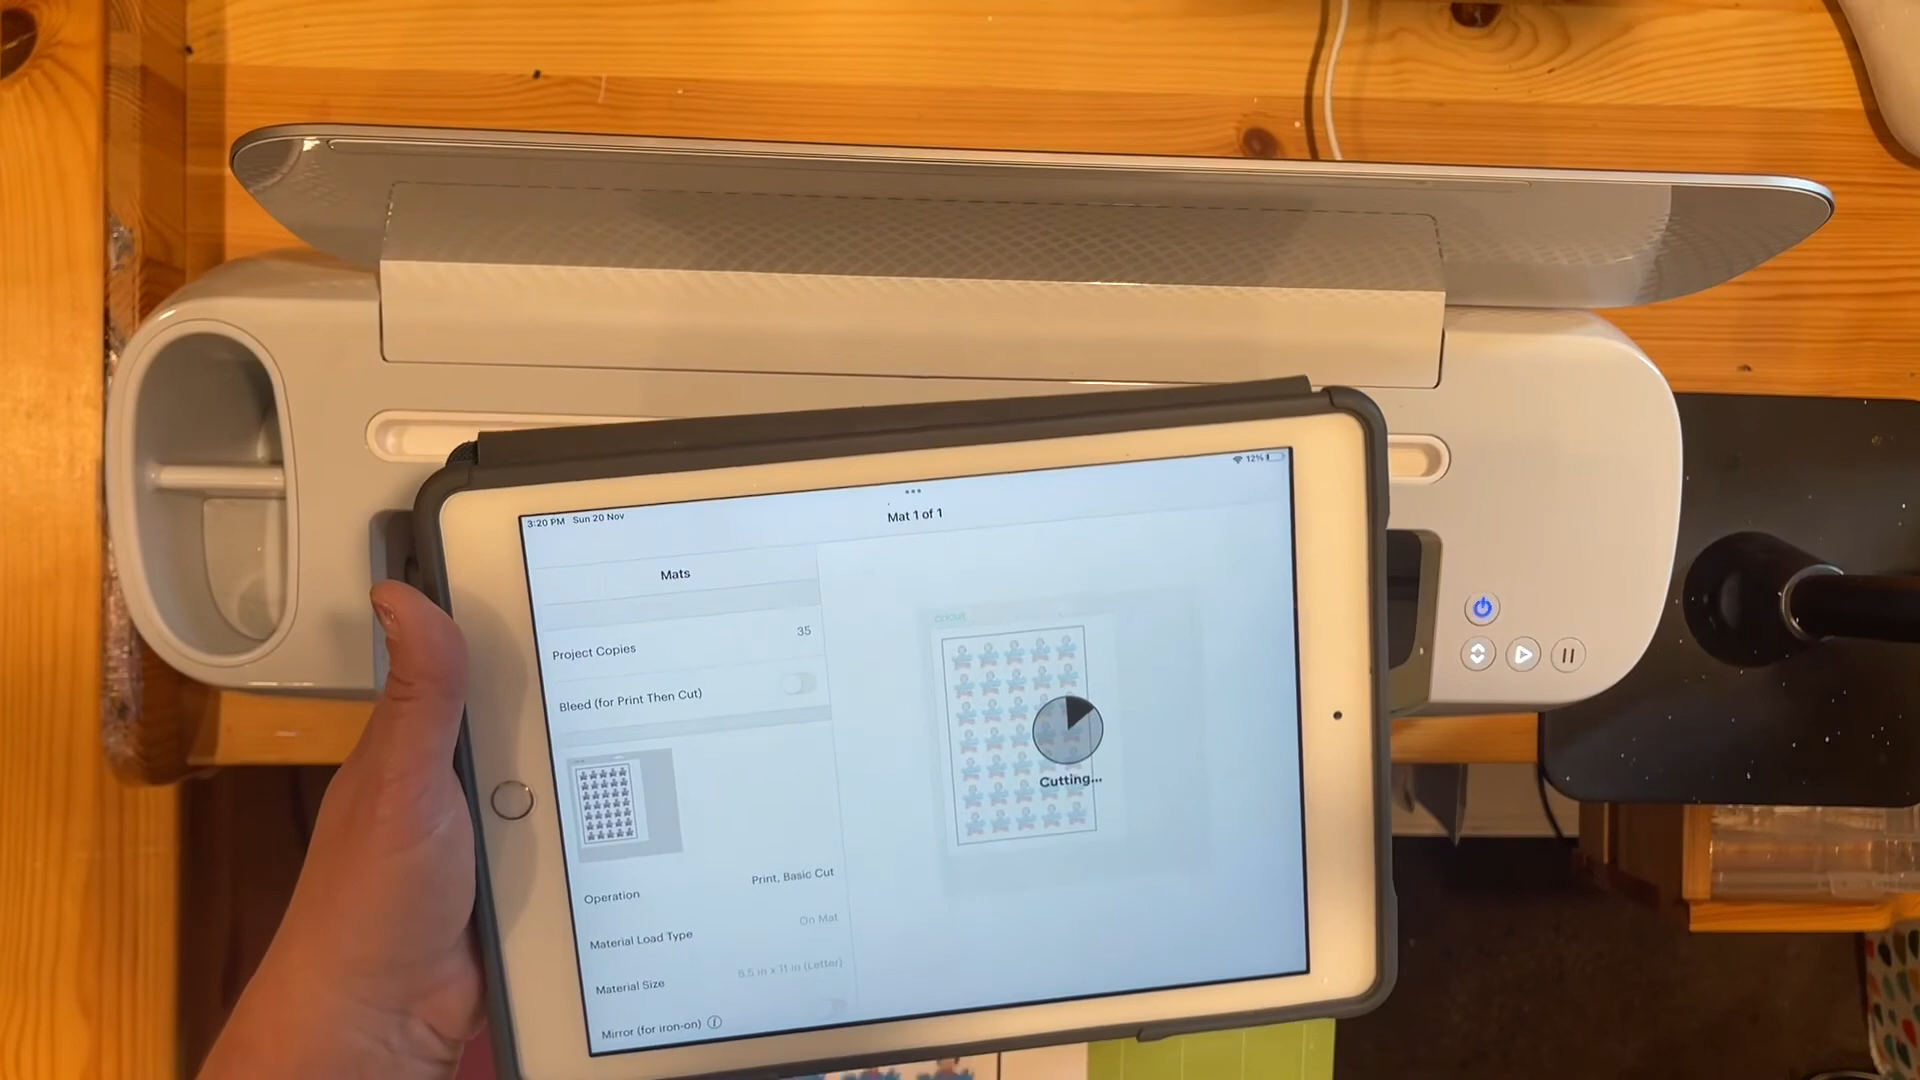 3:20 PM Sun 20 Nov
12%
Mat 1 of 1
Mats
Project Copies 35
Bleed (for Print Then Cut)
cricut
Cutting...
Operation Print, Basic Cut
Material Load Type On Mat
Material Size 8.5 in x 11 in (Letter)
Mirror (for iron-on)